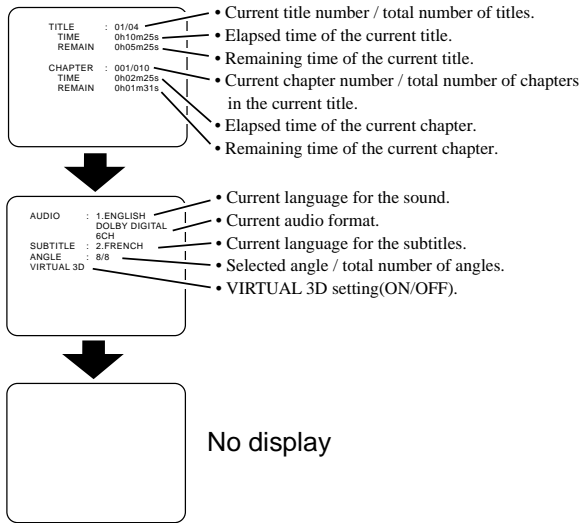 TITLE : 01/04
TIME 0h10m25s
REMAIN 0h05m25s
CHAPTER : 001/010
TIME 0h02m25s
REMAIN 0h01m31s
• Current title number / total number of titles.
• Elapsed time of the current title.
• Remaining time of the current title.
• Current chapter number / total number of chapters
in the current title.
• Elapsed time of the current chapter.
• Remaining time of the current chapter.
AUDIO : 1.ENGLISH
DOLBY DIGITAL
6CH
SUBTITLE : 2.FRENCH
ANGLE : 8/8
VIRTUAL 3D
• Current language for the sound.
• Current audio format.
• Current language for the subtitles.
• Selected angle / total number of angles.
• VIRTUAL 3D setting(ON/OFF).
No display